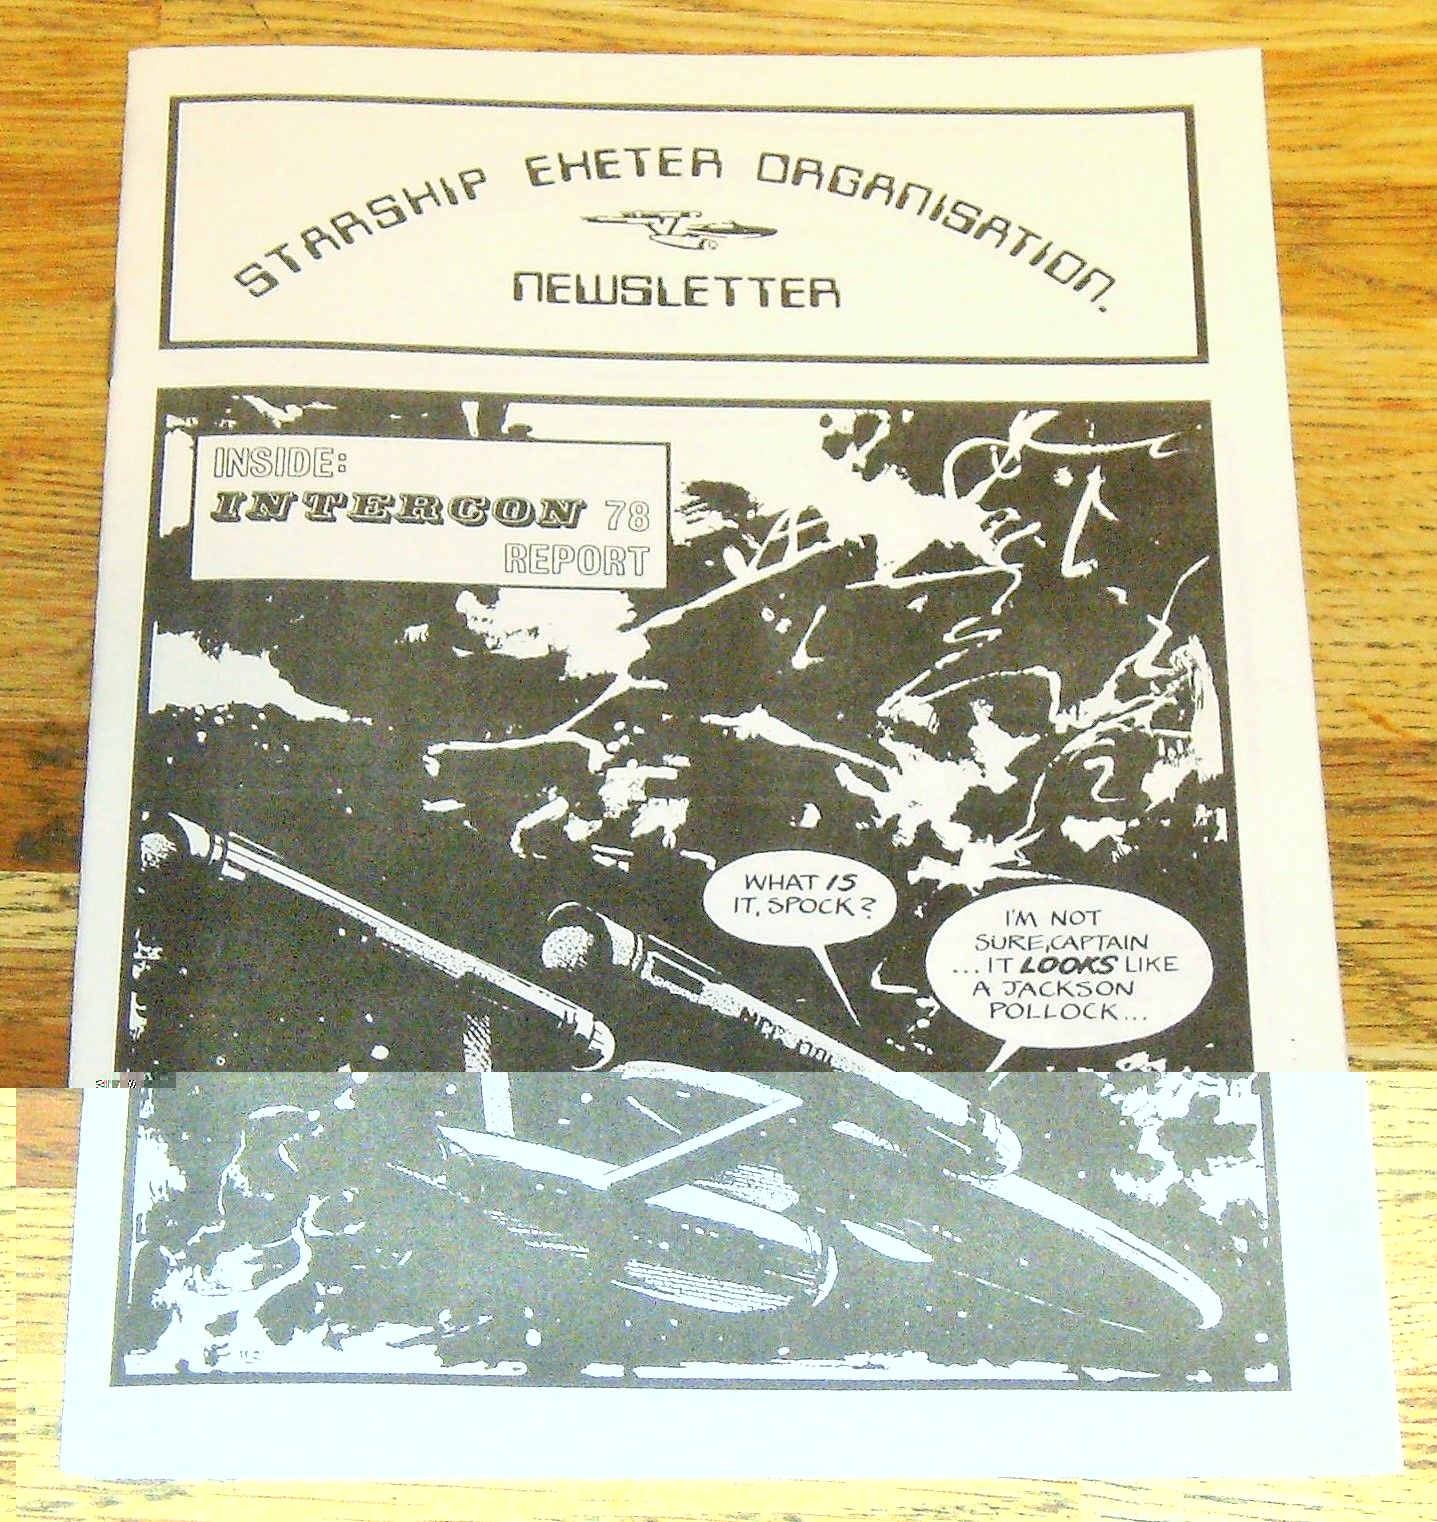 STARSHIP EXETER ORGANISATION.
NEWSLETTER
INSIDE:
INTERCON 78
REPORT
WHAT IS
IT, SPOCK?
I'M NOT
SURE, CAPTAIN
...IT LOOKS LIKE
A JACKSON
POLLOCK...